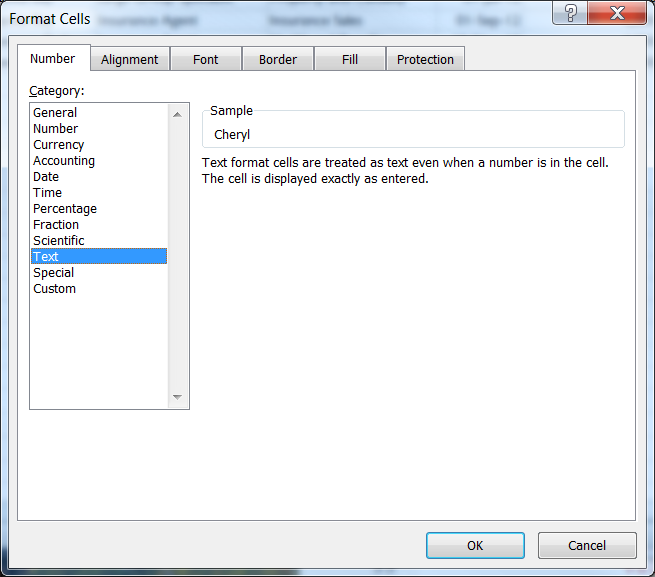 Insurance Agent Insurance Sales 01-Sep-12
Format Cells
Number Alignment Font Border Fill Protection
Category:
General
Number
Currency
Accounting
Date
Time
Percentage
Fraction
Scientific
Text
Special
Custom
Sample
Cheryl
Text format cells are treated as text even when a number is in the cell.
The cell is displayed exactly as entered.
OK Cancel